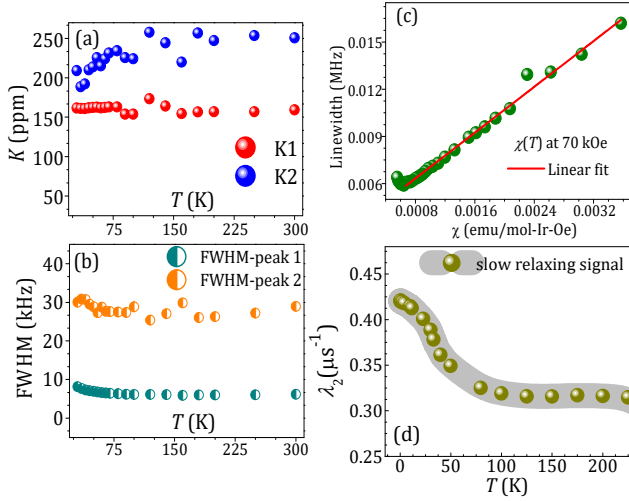 (a)
K (ppm)
250
200
150
100
50
K1
K2
T (K)
75
150
225
300
(b)
FWHM (kHz)
40
30
20
10
0
FWHM-peak 1
FWHM-peak 2
T (K)
75
150
225
300
(c)
Linewidth (MHz)
0.015
0.012
0.009
0.006
χ(T) at 70 kOe
Linear fit
0.0008
0.0016
0.0024
0.0032
χ (emu/mol-Ir-Oe)
slow relaxing signal
λ₂(μs⁻¹)
0.45
0.40
0.35
0.30
0.25
(d)
0
50
100
150
200
T (K)